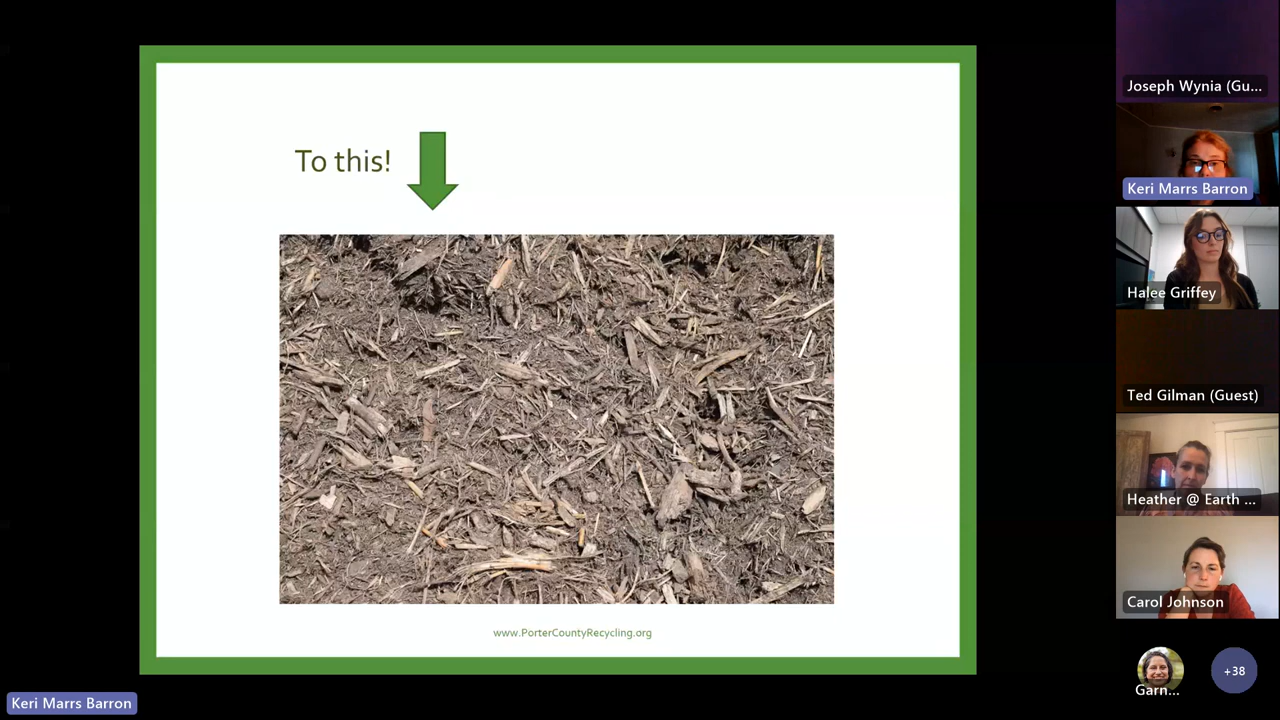 To this!
www.PorterCountyRecycling.org
Joseph Wynia (Gu...
Keri Marrs Barron
Halee Griffey
Ted Gilman (Guest)
Heather @ Earth ...
Carol Johnson
Garn...
+38
Keri Marrs Barron